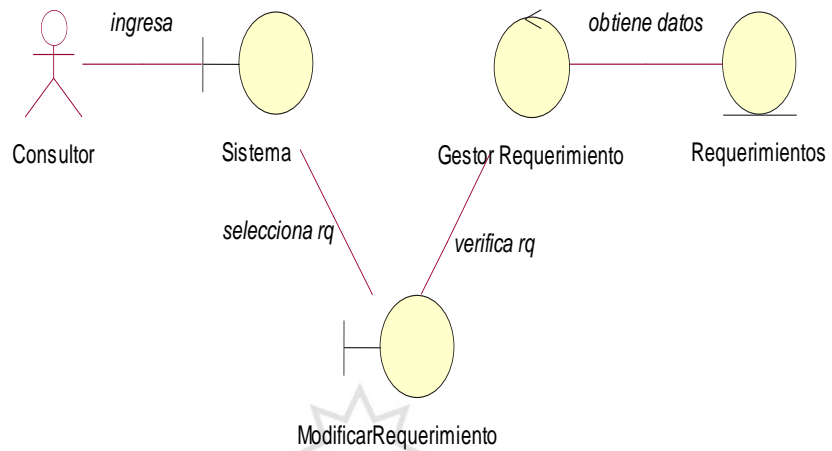 ingresa
obtiene datos
Consultor
Sistema
Gestor Requerimiento
Requerimientos
selecciona rq
verifica rq
ModificarRequerimiento